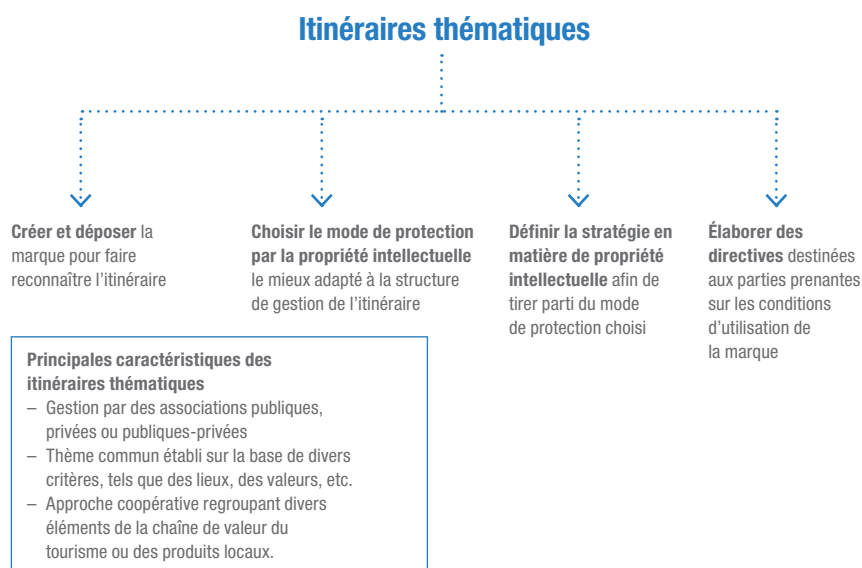 Itinéraires thématiques
Créer et déposer la
marque pour faire
reconnaître l’itinéraire
Choisir le mode de protection
par la propriété intellectuelle
le mieux adapté à la structure
de gestion de l’itinéraire
Définir la stratégie en
matière de propriété
intellectuelle afin de
tirer parti du mode
de protection choisi
Élaborer des
directives destinées
aux parties prenantes
sur les conditions
d’utilisation de
la marque
Principales caractéristiques des
itinéraires thématiques
– Gestion par des associations publiques,
privées ou publiques-privées
– Thème commun établi sur la base de divers
critères, tels que des lieux, des valeurs, etc.
– Approche coopérative regroupant divers
éléments de la chaîne de valeur du
tourisme ou des produits locaux.